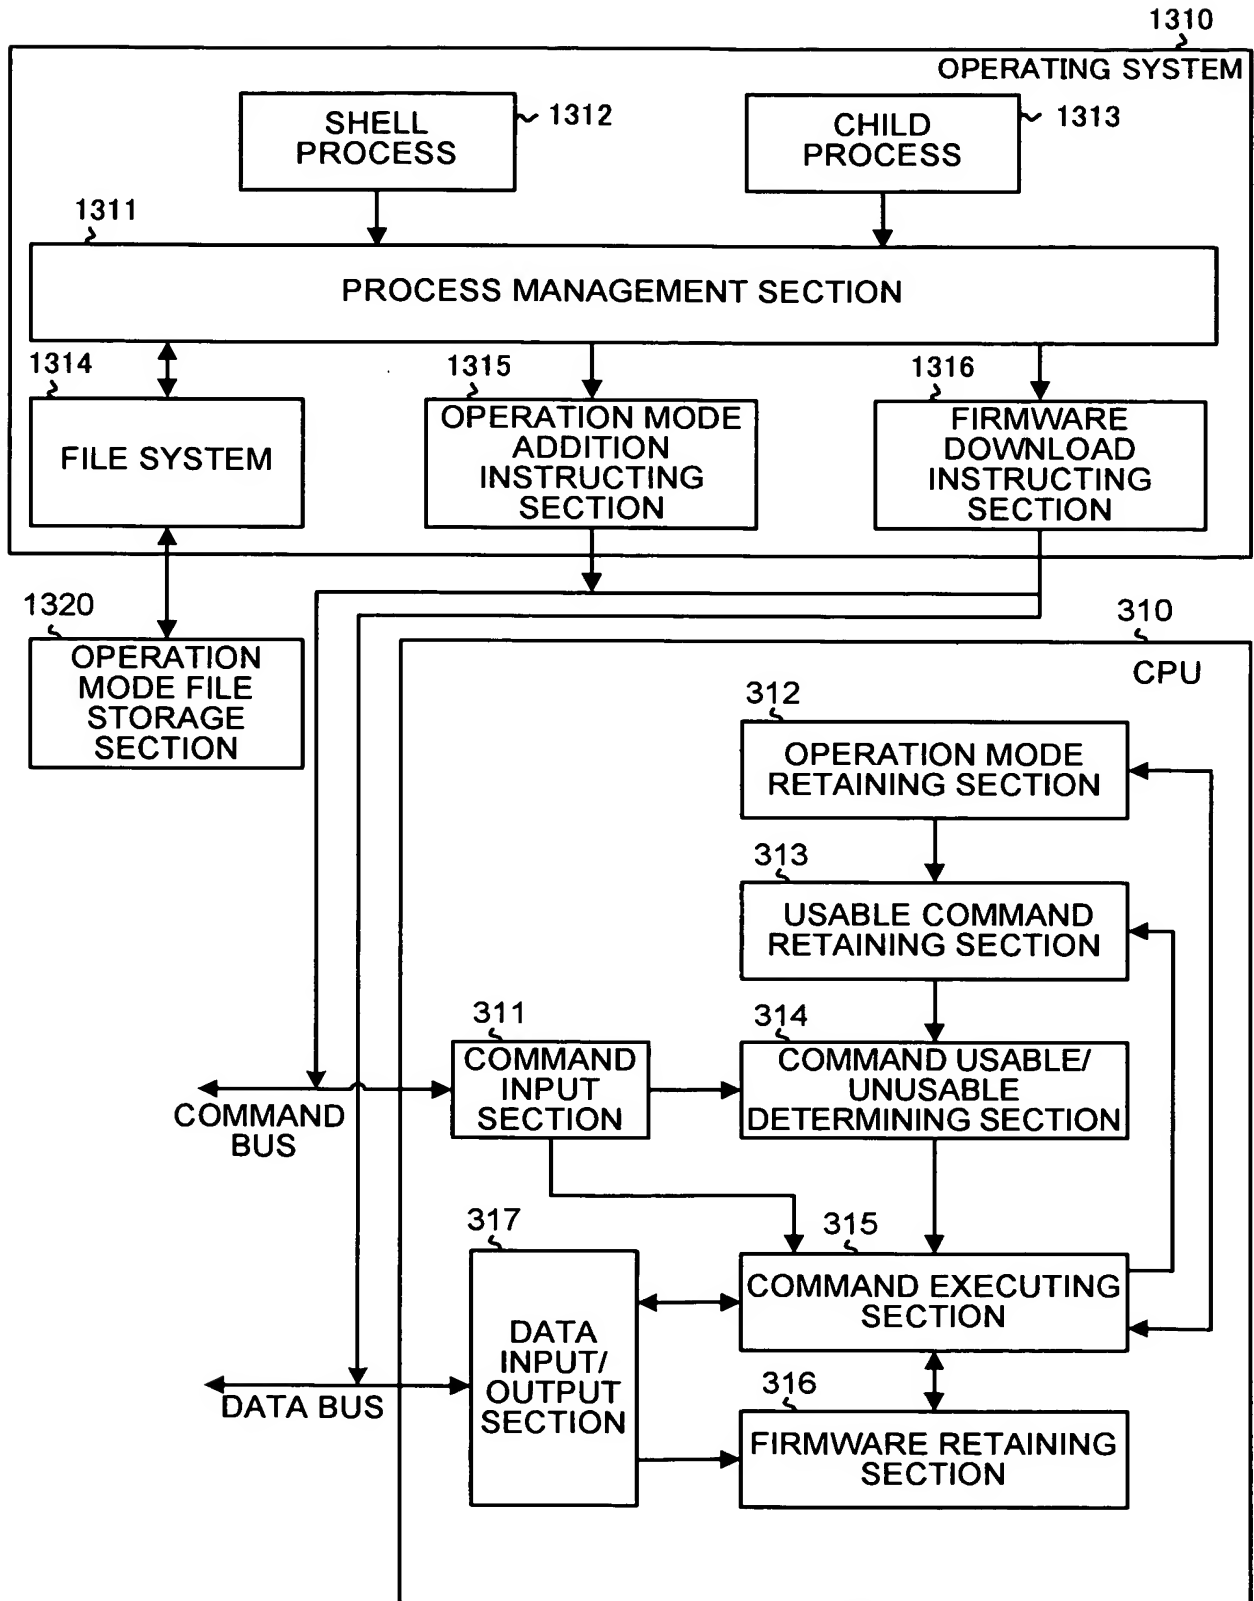 1310
OPERATING SYSTEM
SHELL
PROCESS
1312
CHILD
PROCESS
1313
1311
PROCESS MANAGEMENT SECTION
1314
FILE SYSTEM
1315
OPERATION MODE
ADDITION
INSTRUCTING
SECTION
1316
FIRMWARE
DOWNLOAD
INSTRUCTING
SECTION
1320
OPERATION
MODE FILE
STORAGE
SECTION
310
CPU
312
OPERATION MODE
RETAINING SECTION
313
USABLE COMMAND
RETAINING SECTION
311
COMMAND
INPUT
SECTION
314
COMMAND USABLE/
UNUSABLE
DETERMINING SECTION
COMMAND
BUS
317
DATA
INPUT/
OUTPUT
SECTION
315
COMMAND EXECUTING
SECTION
DATA BUS
316
FIRMWARE RETAINING
SECTION